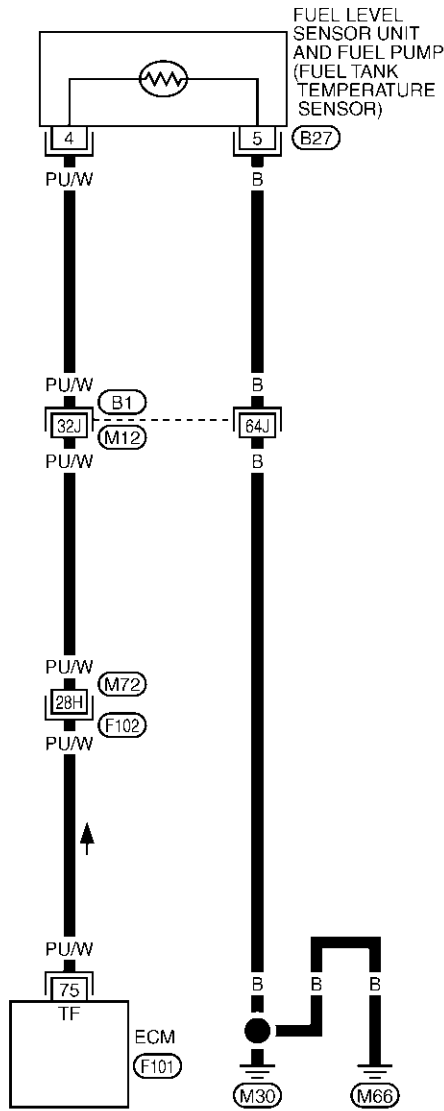 FUEL LEVEL
SENSOR UNIT
AND FUEL PUMP
(FUEL TANK
TEMPERATURE
SENSOR)
4
5
B27
PU/W
B
PU/W
B
B1
32J
64J
M12
PU/W
B
PU/W
M72
28H
F102
PU/W
PU/W
B
B
B
75
TF
ECM
F101
M30
M66